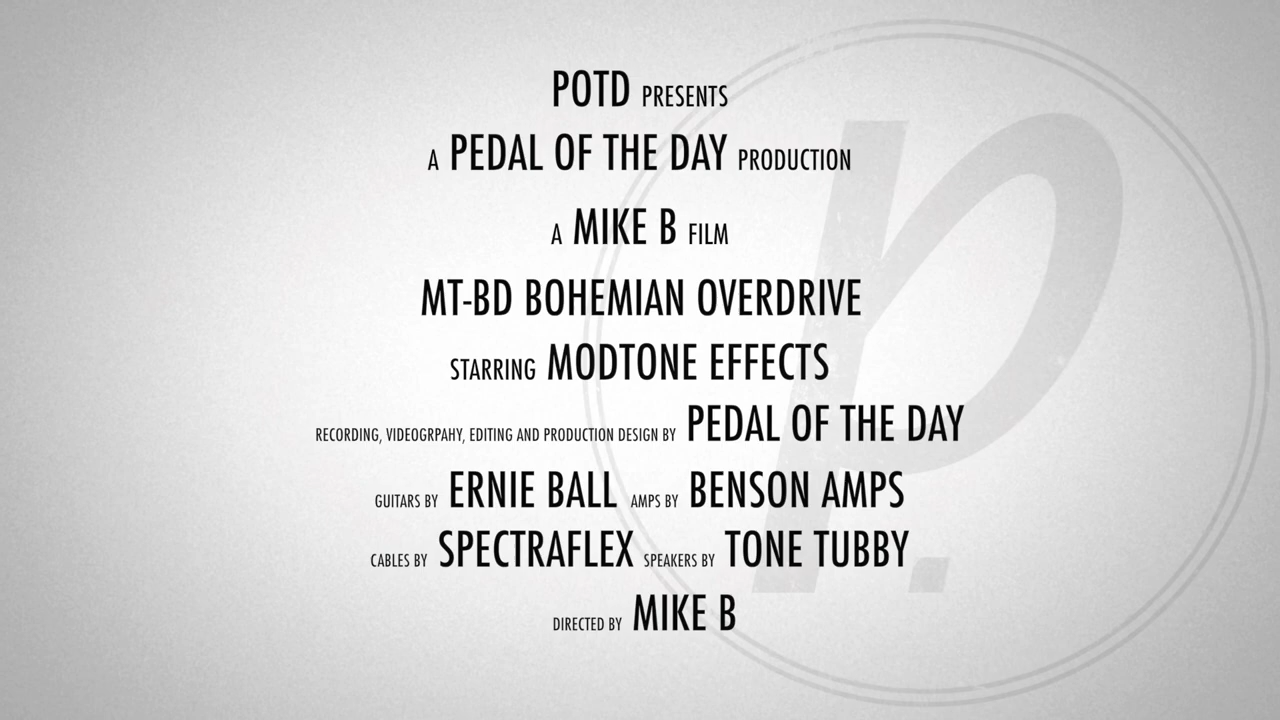 POTD PRESENTS
A PEDAL OF THE DAY PRODUCTION
A MIKE B FILM
MT-BD BOHEMIAN OVERDRIVE
STARRING MODTONE EFFECTS
RECORDING, VIDEOGRPAHY, EDITING AND PRODUCTION DESIGN BY PEDAL OF THE DAY
GUITARS BY ERNIE BALL AMPS BY BENSON AMPS
CABLES BY SPECTRAFLEX SPEAKERS BY TONE TUBBY
DIRECTED BY MIKE B
p.